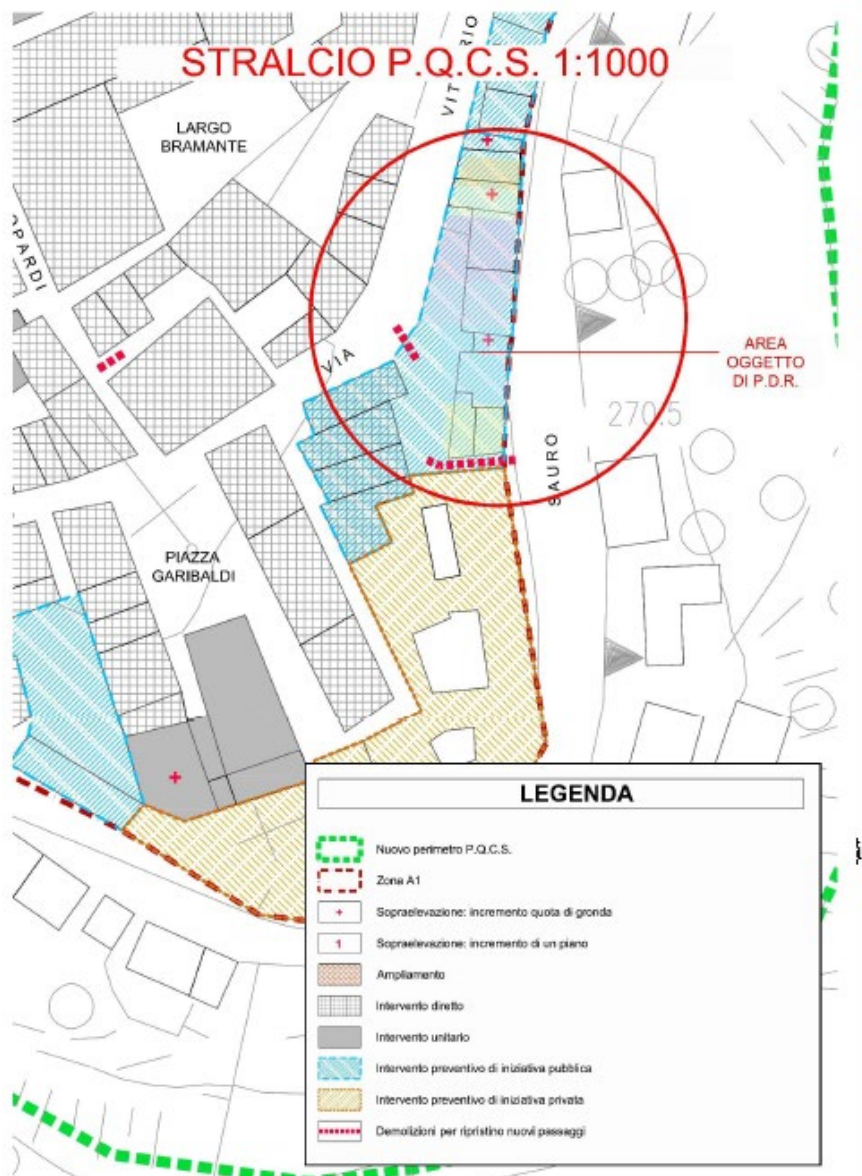 STRALCIO P.Q.C.S. 1:1000
VITTORIO
LARGO
BRAMANTE
OPARDI
VIA
AREA
OGGETTO
DI P.D.R.
270.5
SAURO
PIAZZA
GARIBALDI
LEGENDA
Nuovo perimetro P.Q.C.S.
Zona A1
+ Sopraelevazione: incremento quota di gronda
1 Sopraelevazione: incremento di un piano
Ampliamento
Intervento diretto
Intervento unitario
Intervento preventivo di iniziativa pubblica
Intervento preventivo di iniziativa privata
Demolizioni per ripristino nuovi passaggi